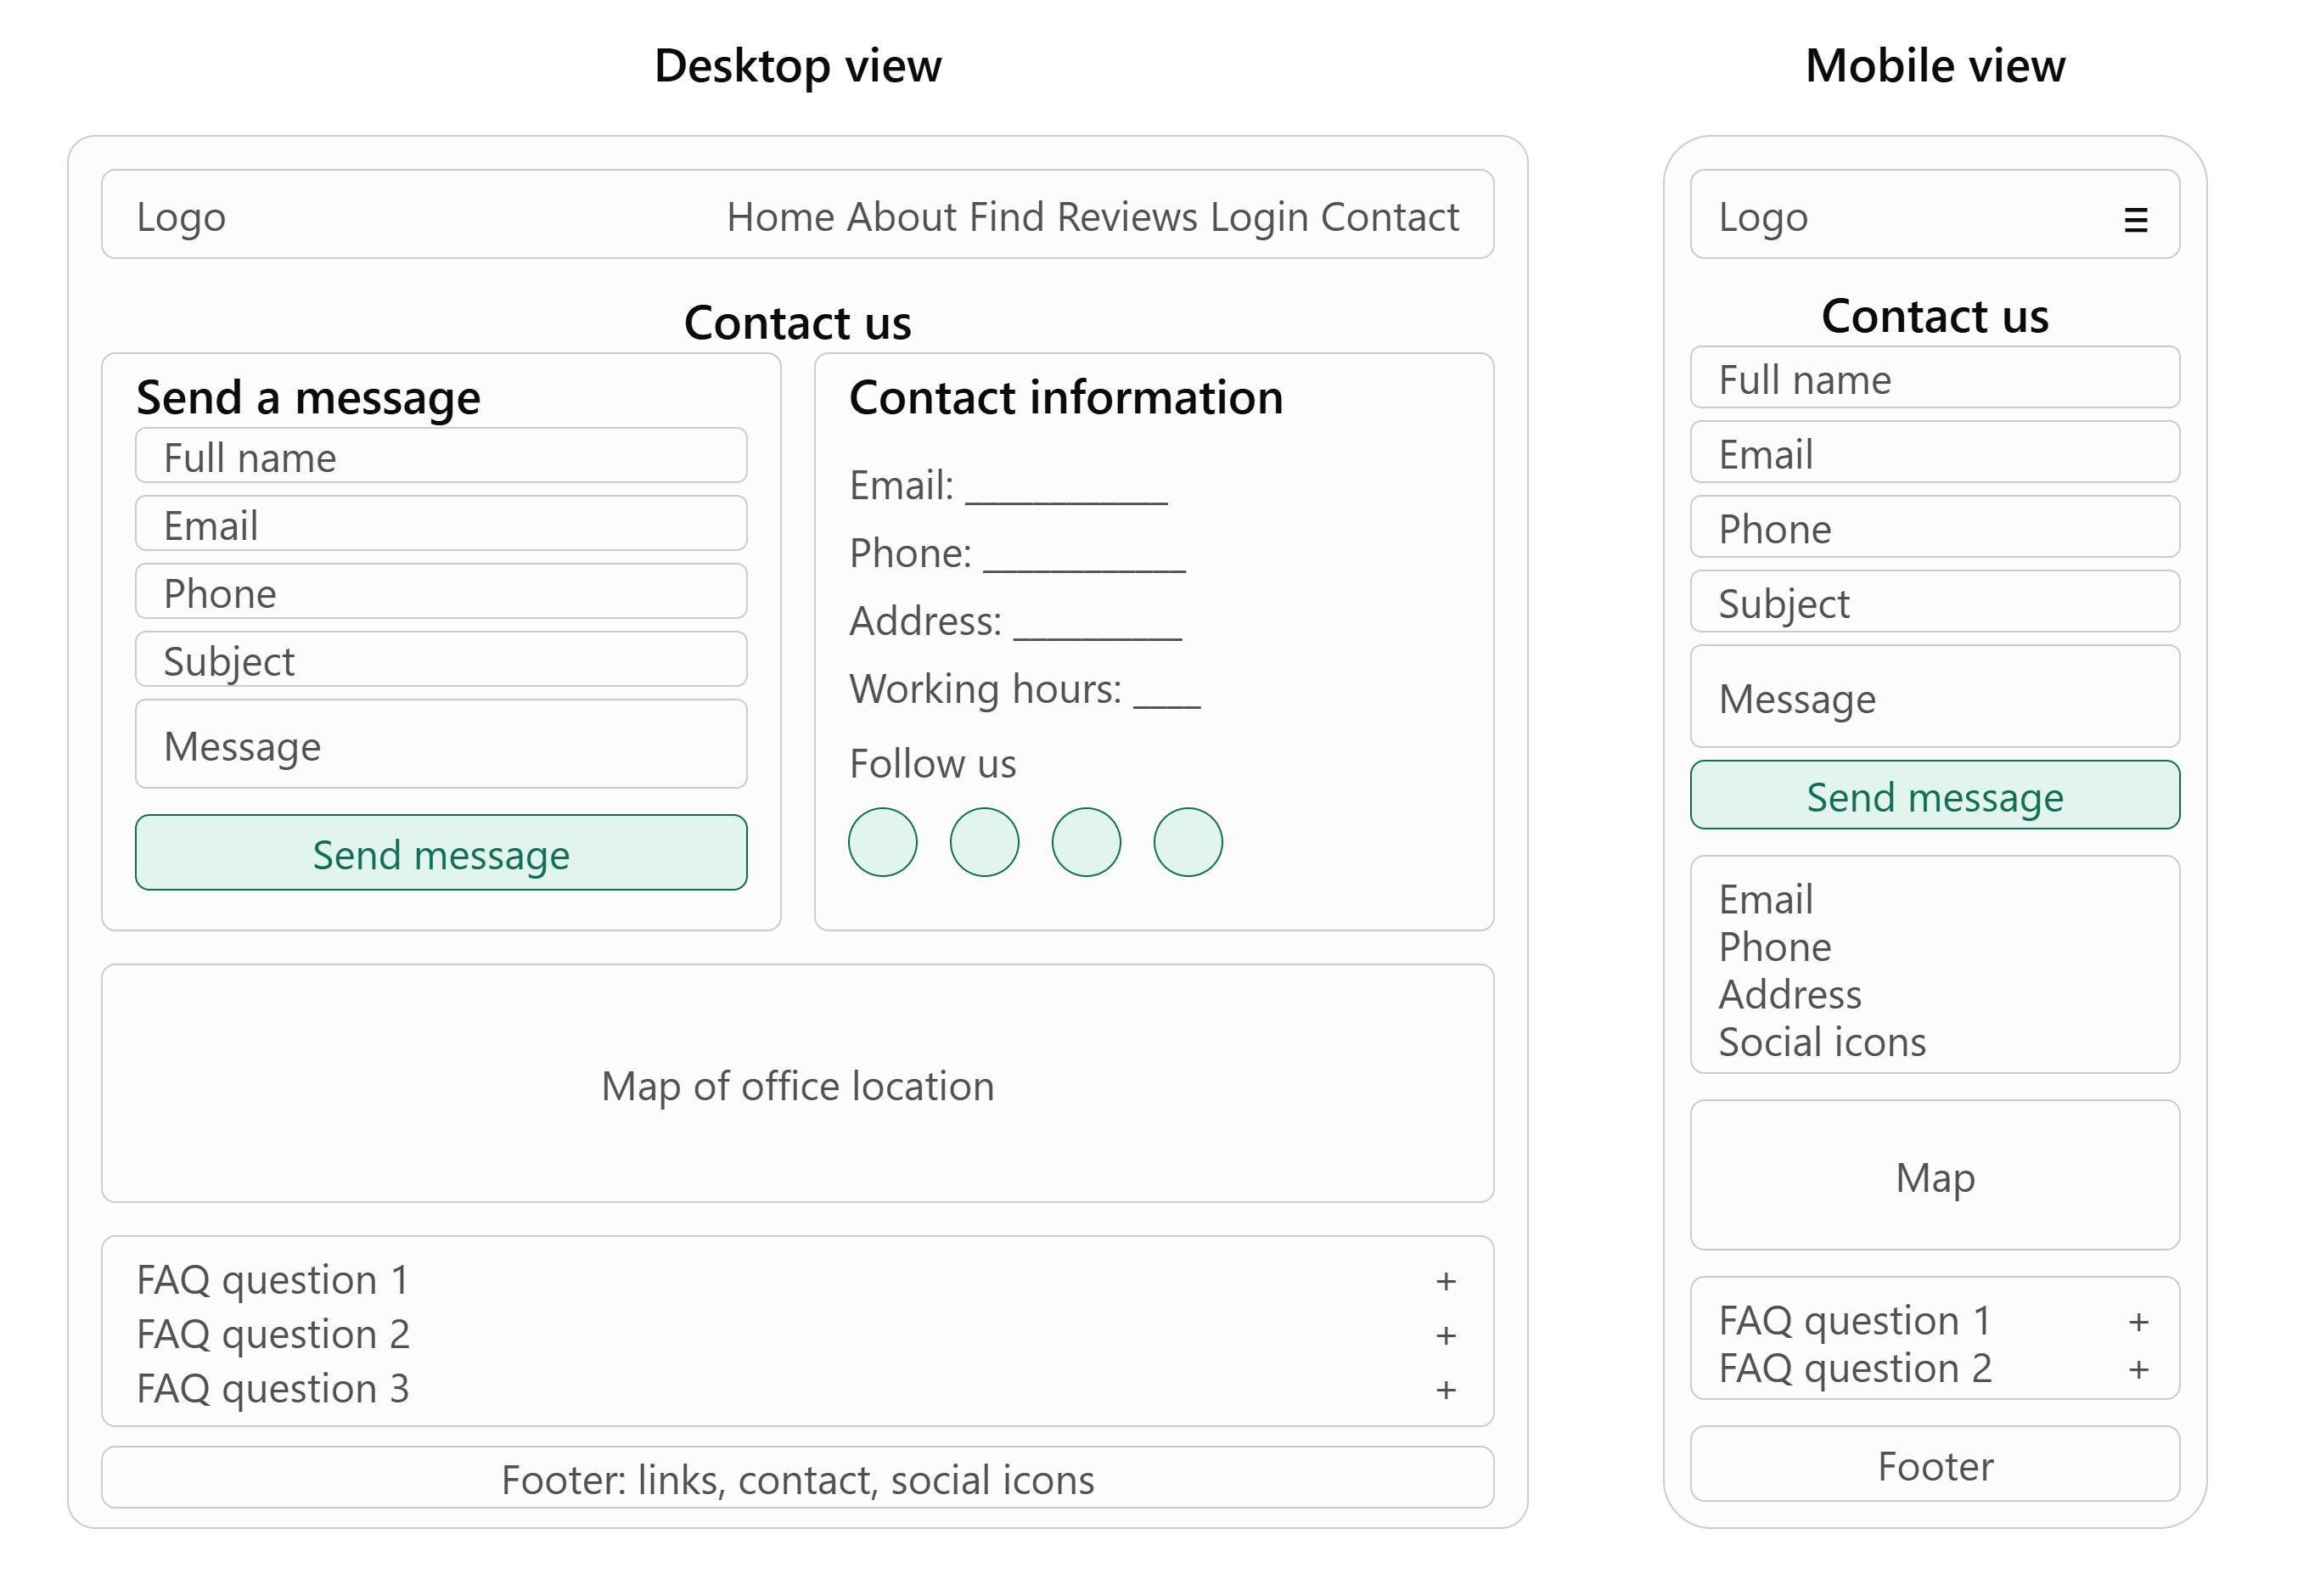 Desktop view
Logo
Home About Find Reviews Login Contact
Contact us
Send a message
Full name
Email
Phone
Subject
Message
Send message
Contact information
Email: ____________
Phone: ____________
Address: __________
Working hours: ____
Follow us
Map of office location
FAQ question 1 +
FAQ question 2 +
FAQ question 3 +
Footer: links, contact, social icons
Mobile view
Logo ☰
Contact us
Full name
Email
Phone
Subject
Message
Send message
Email
Phone
Address
Social icons
Map
FAQ question 1 +
FAQ question 2 +
Footer